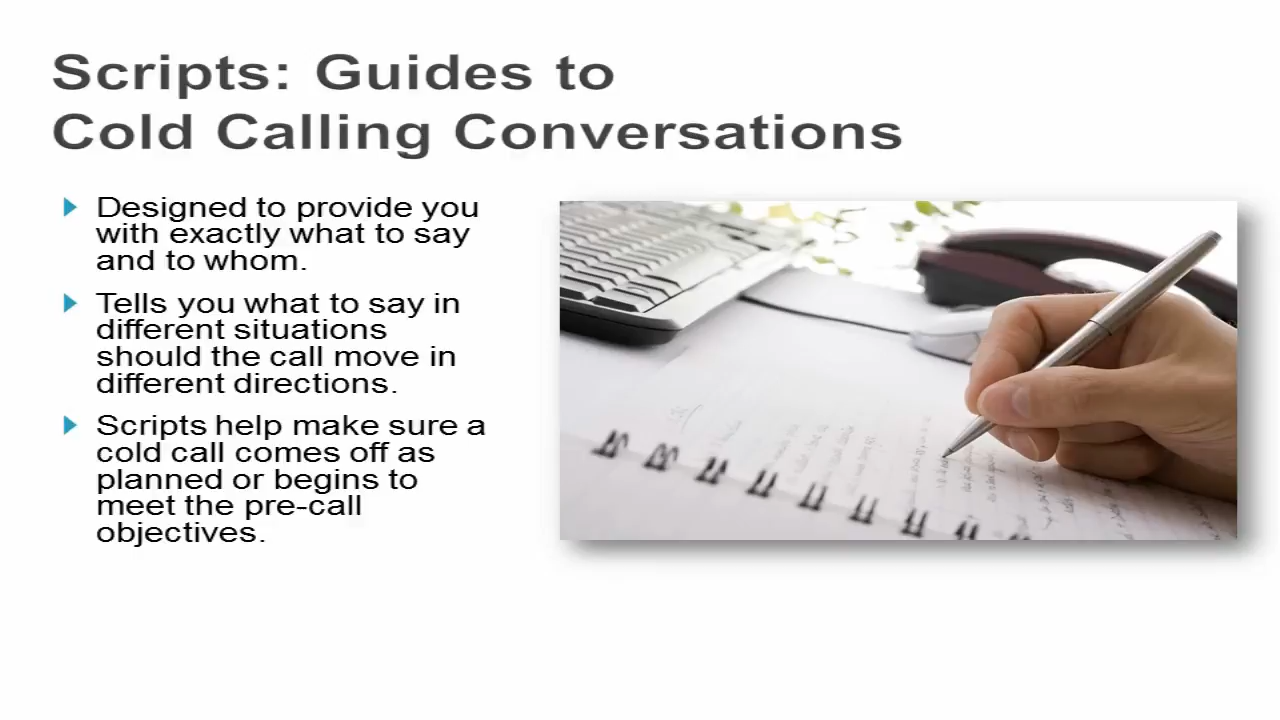 Scripts: Guides to
Cold Calling Conversations
Designed to provide you
with exactly what to say
and to whom.
Tells you what to say in
different situations
should the call move in
different directions.
Scripts help make sure a
cold call comes off as
planned or begins to
meet the pre-call
objectives.